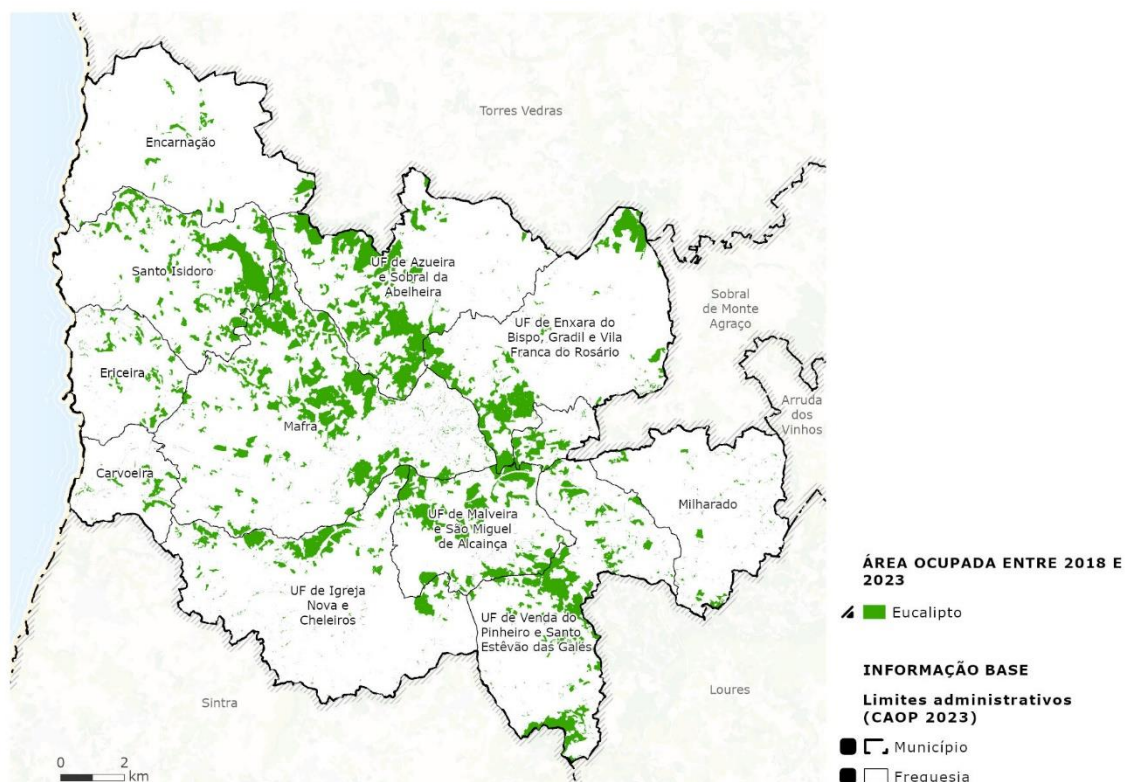 Torres Vedras
Encarnação
Santo Isidoro
UF de Azueira
e Sobral da
Abelheira
Sobral
de Monte
Agraço
UF de Enxara do
Bispo, Gradil e Vila
Franca do Rosário
Ericeira
Arruda
dos
Vinhos
Mafra
Carvoeira
Milharado
UF de Malveira
e São Miguel
de Alcainça
UF de Igreja
Nova e
Cheleiros
UF de Venda do
Pinheiro e Santo
Estêvão das Galés
Sintra
Loures
0 2
km
ÁREA OCUPADA ENTRE 2018 E
2023
Eucalipto
INFORMAÇÃO BASE
Limites administrativos
(CAOP 2023)
Município
Freguesia